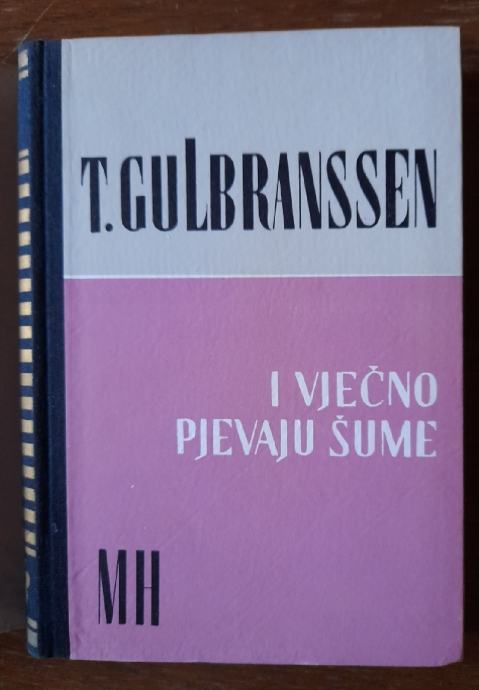 T. GULBRANSSEN
I VJEČNO
PJEVAJU ŠUME
MH